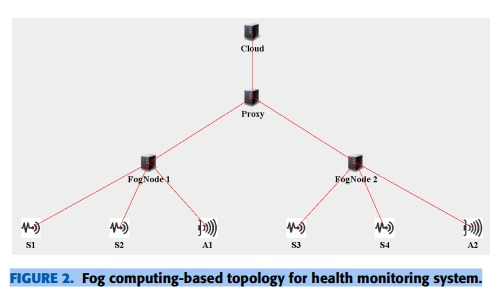 Cloud
Proxy
FogNode 1 FogNode 2
S1 S2 A1 S3 S4 A2
FIGURE 2. Fog computing-based topology for health monitoring system.